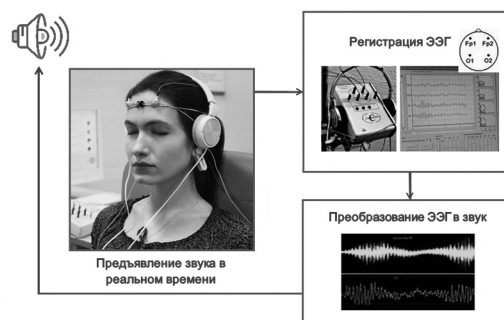 Регистрация ЭЭГ
Fp1 Fp2
O1 O2
Преобразование ЭЭГ в звук
Предъявление звука в
реальном времени